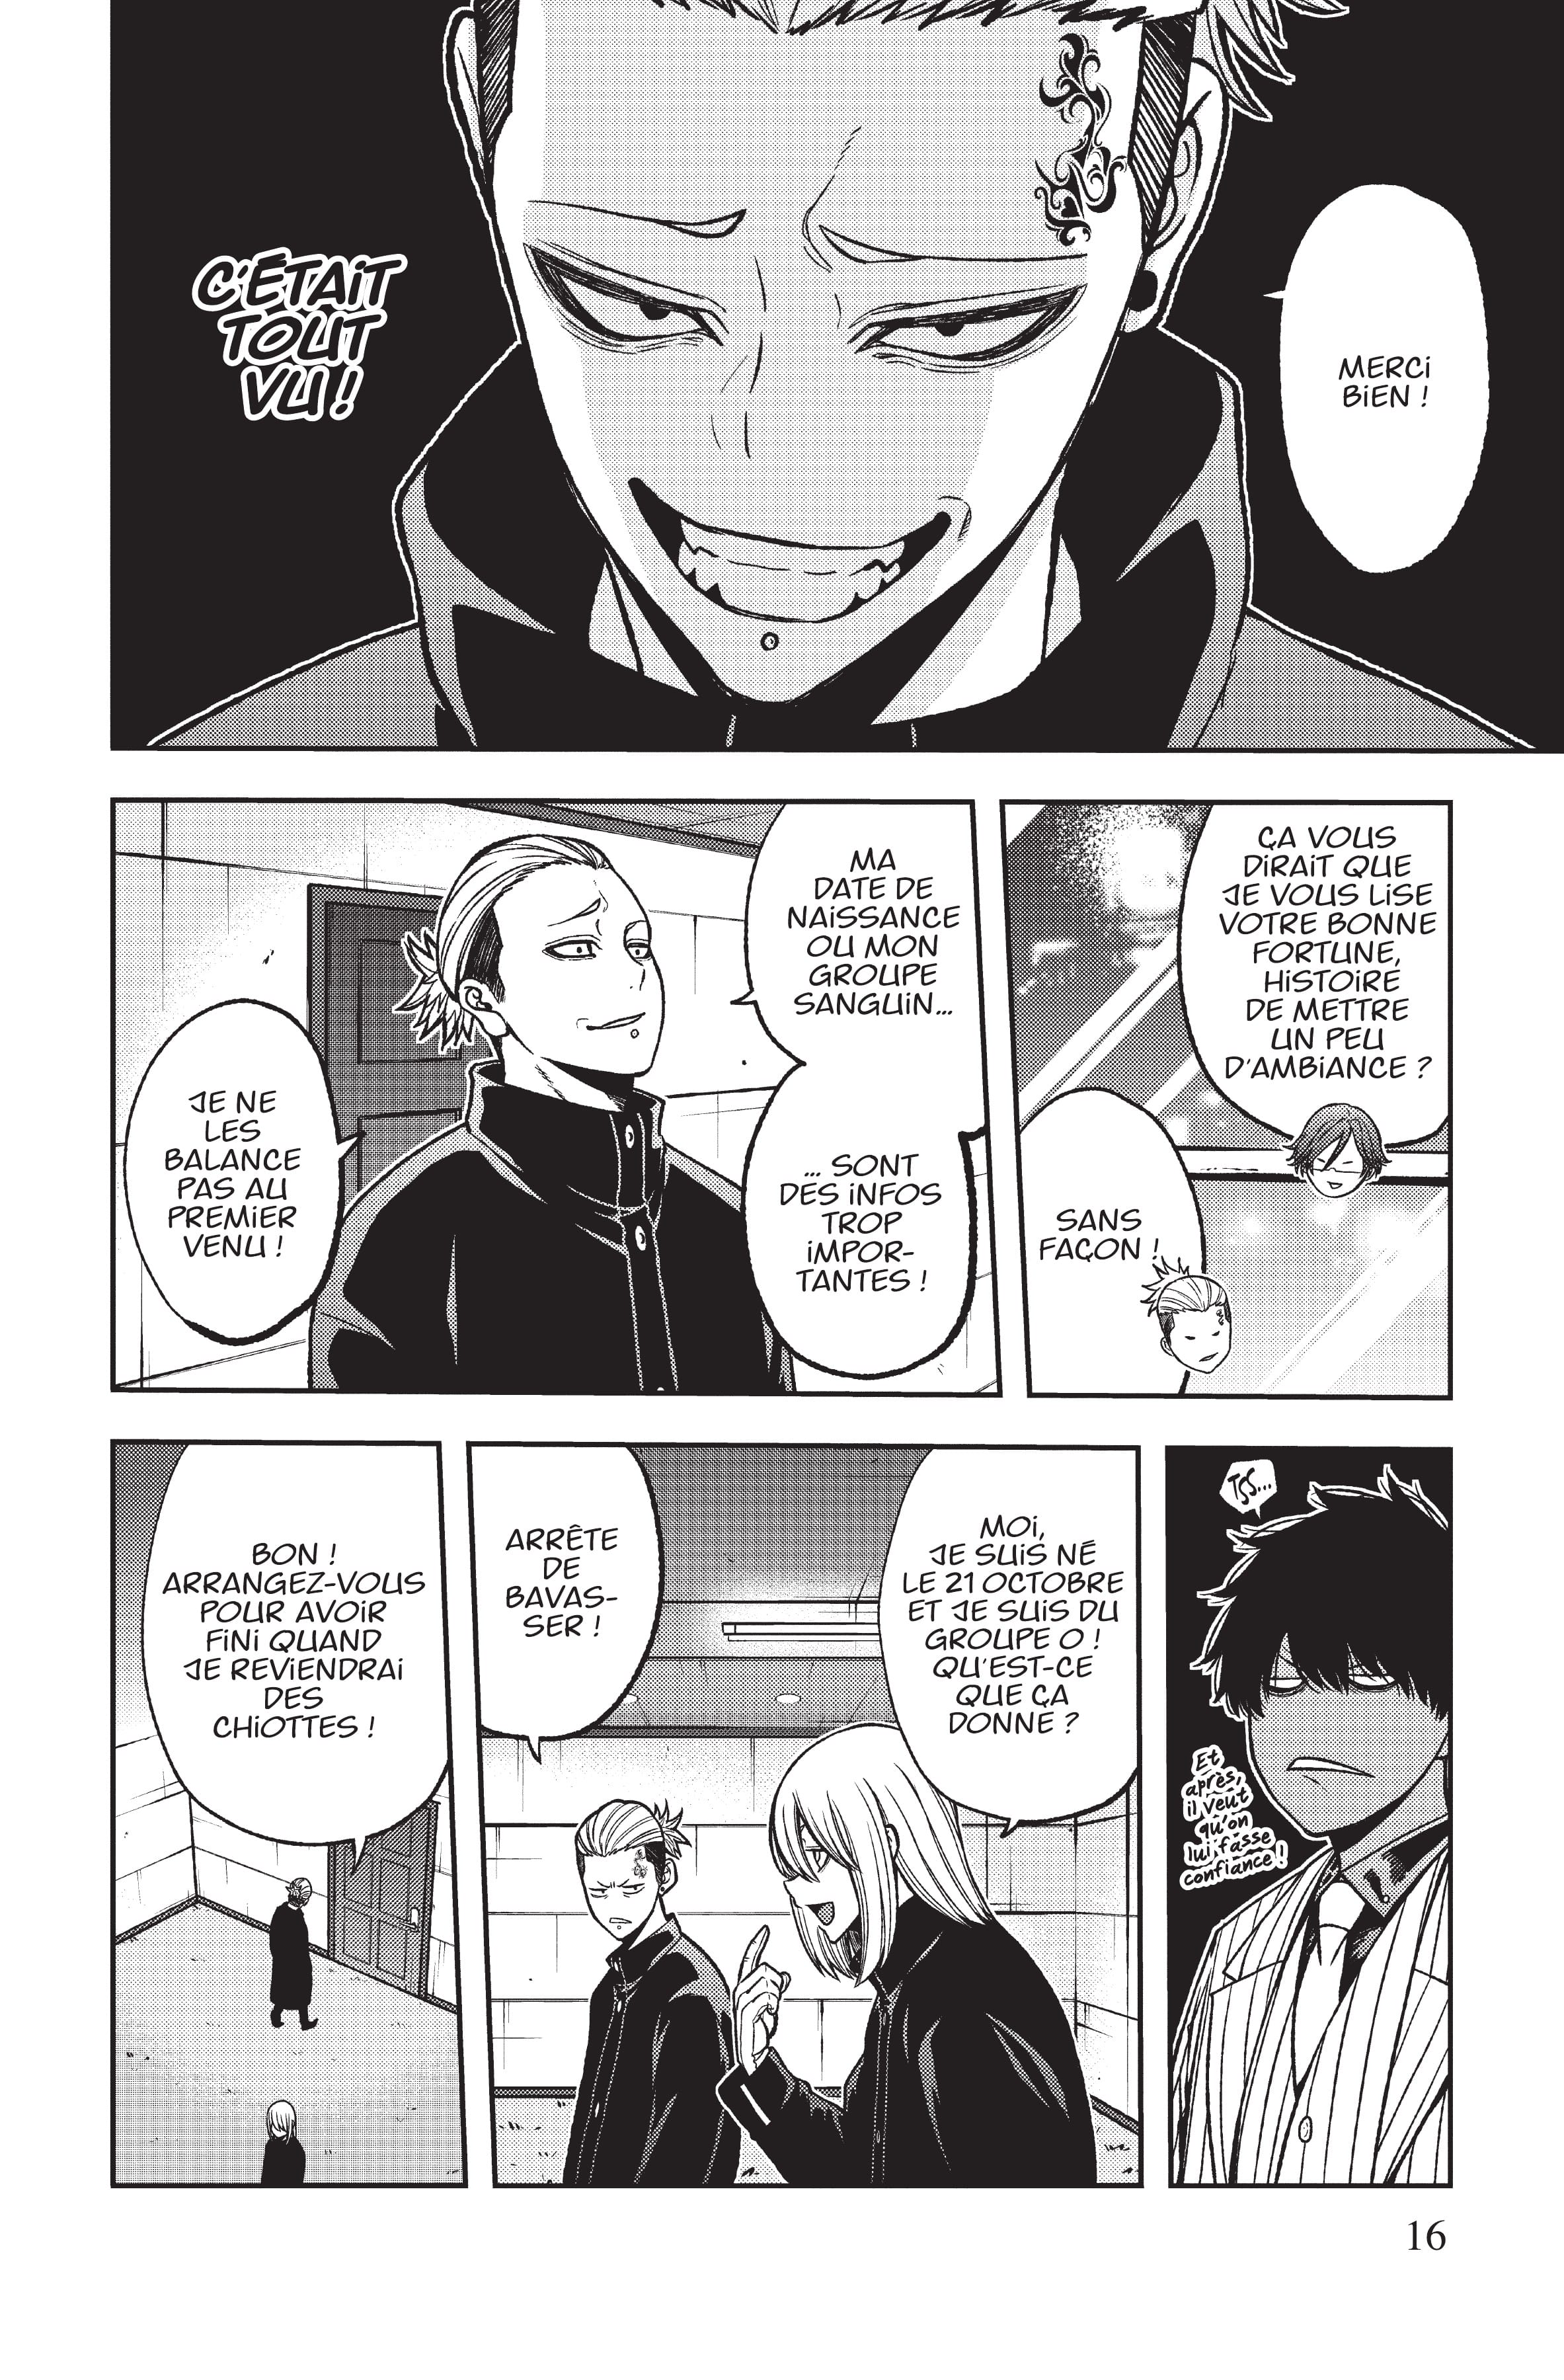 MERCI
BIEN !
C'ÉTAIT
TOUT
VU !
ÇA VOUS
DIRAIT QUE
JE VOUS LISE
VOTRE BONNE
FORTUNE,
HISTOIRE
DE METTRE
UN PEU
D'AMBIANCE ?
SANS
FAÇON !
MA
DATE DE
NAISSANCE
OU MON
GROUPE
SANGUIN...
... SONT
DES INFOS
TROP
IMPOR-
TANTES !
JE NE
LES
BALANCE
PAS AU
PREMIER
VENU !
TSS...
Et
après,
il veut
qu'on
lui fasse
confiance !
MOI,
JE SUIS NÉ
LE 21 OCTOBRE
ET JE SUIS DU
GROUPE O !
QU'EST-CE
QUE ÇA
DONNE ?
ARRÊTE
DE
BAVAS-
SER !
BON !
ARRANGEZ-VOUS
POUR AVOIR
FINI QUAND
JE REVIENDRAI
DES
CHIOTTES !
16